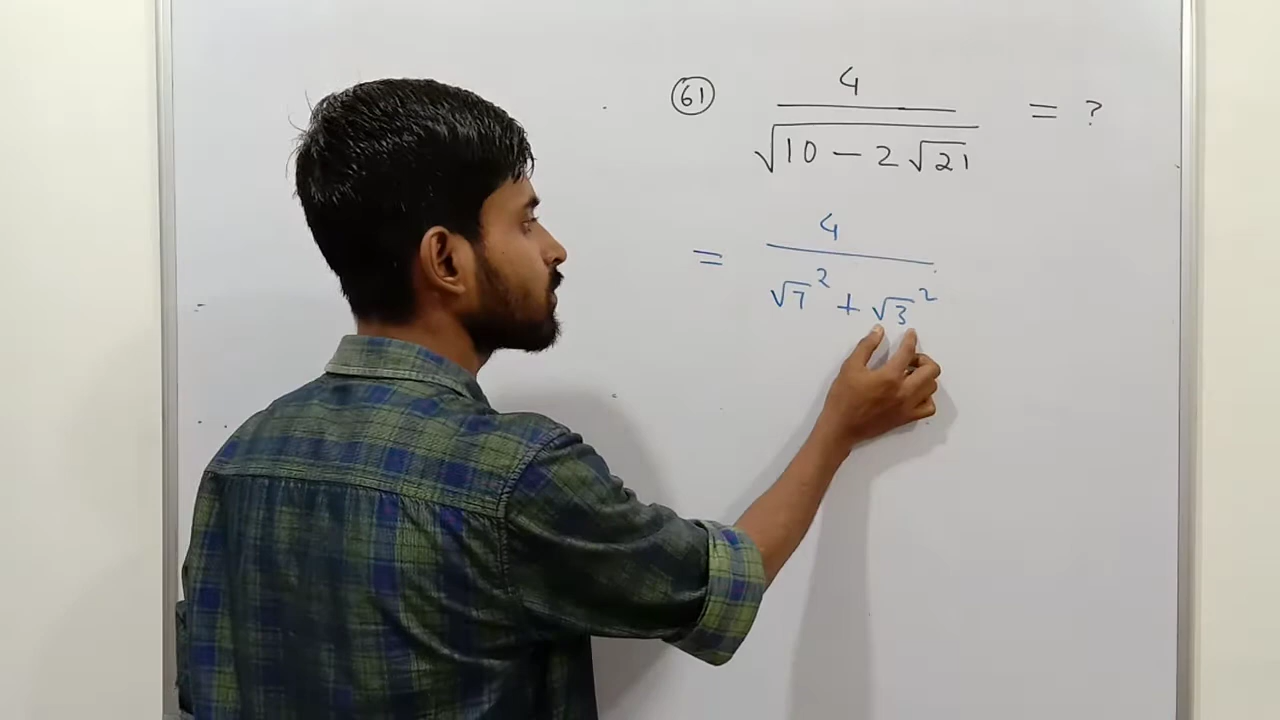 61 4 / √(10 − 2√21) = ?
= 4 / √7² + √3²